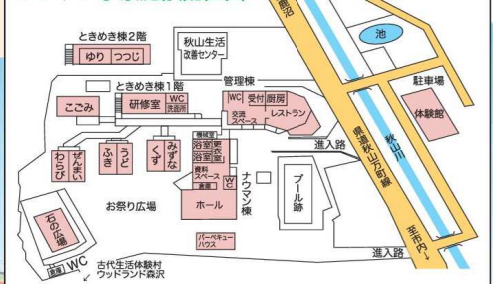 ときめき棟2階
ゆり
つつじ
秋山生活
改善センター
鹿沼
池
駐車場
体験館
ときめき棟1階
こごみ
研修室
WC
洗面所
管理棟
WC
受付
厨房
交流
スペース
レストラン
進入路
県道秋山万町線
秋山川
わらび
ぜんまい
ふき
うど
くず
みずな
機械室
浴室
浴室
更衣室
資料
スペース
倉庫
WC
ホール
ナウマン棟
プール跡
お祭り広場
石の広場
バーベキュー
ハウス
進入路
至市内
倉庫
WC
古代生活体験村
ウッドランド森沢